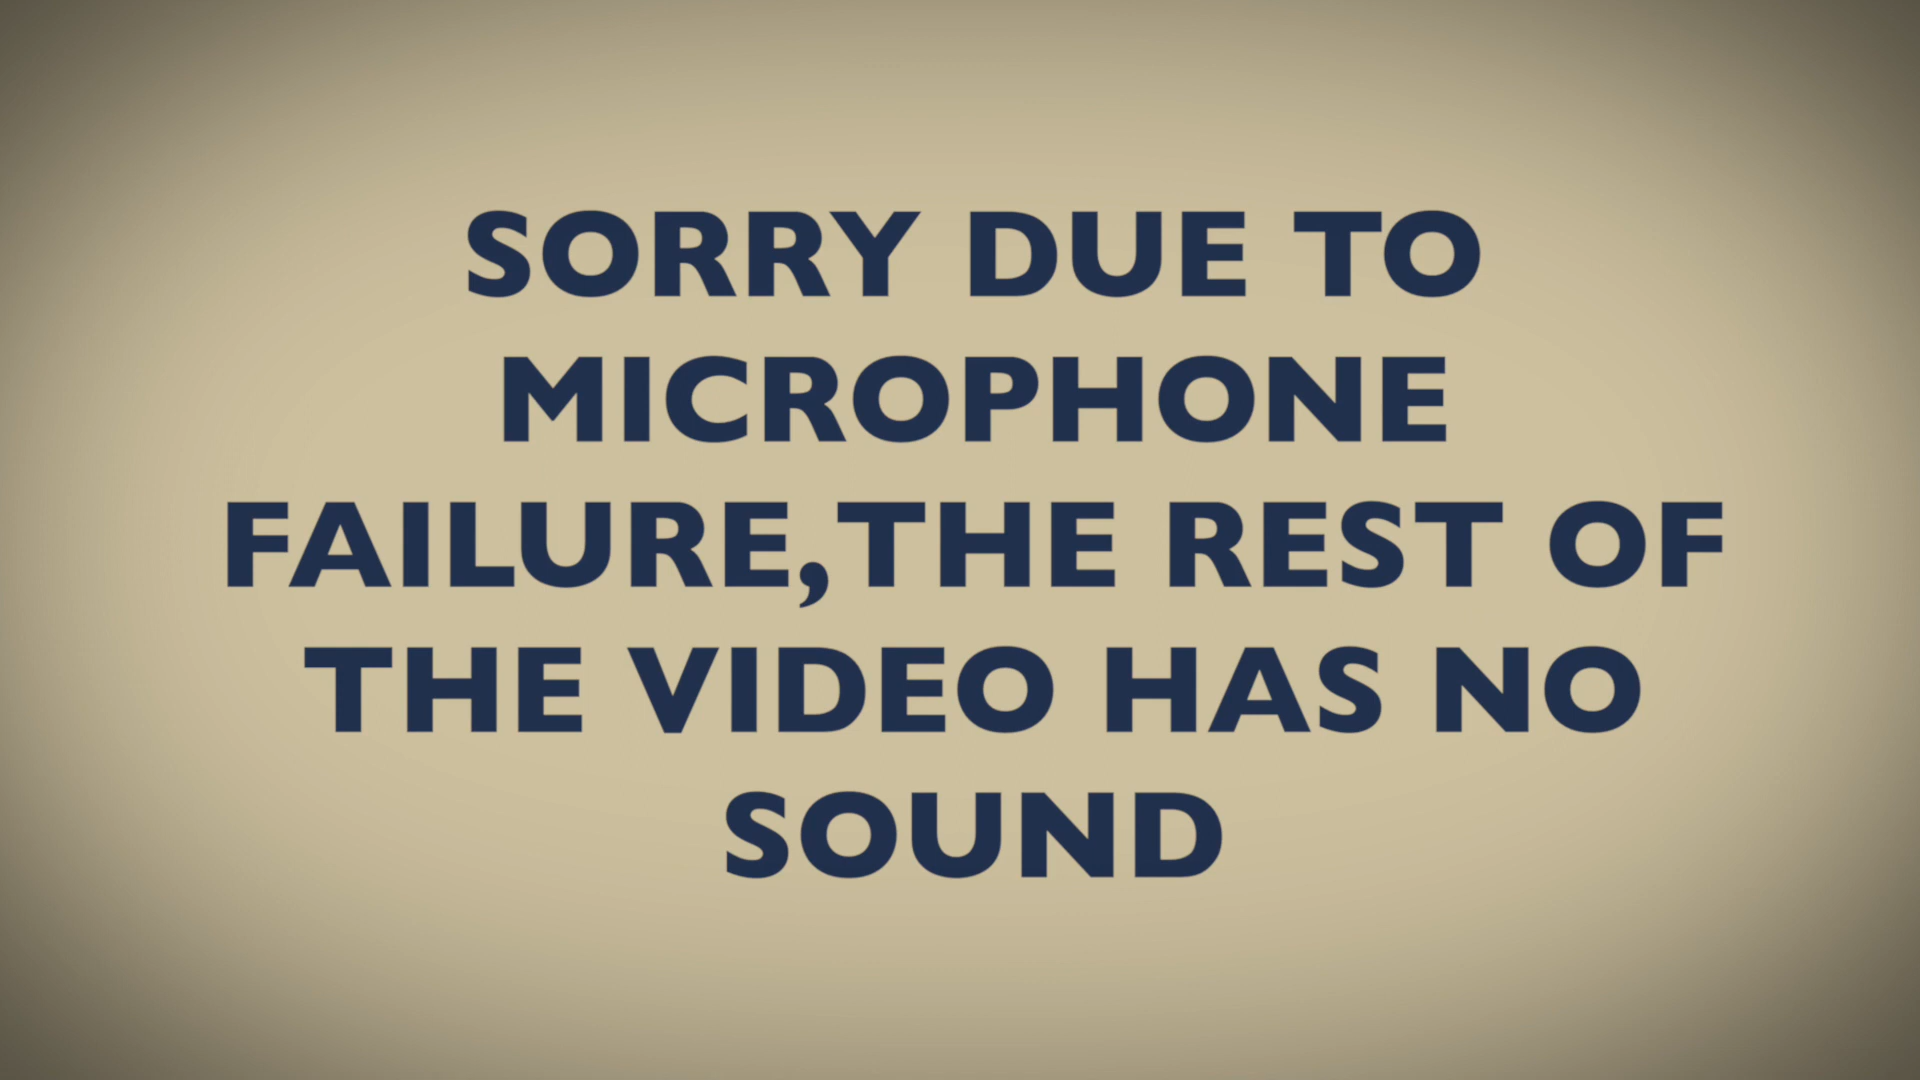 SORRY DUE TO
MICROPHONE
FAILURE,THE REST OF
THE VIDEO HAS NO
SOUND